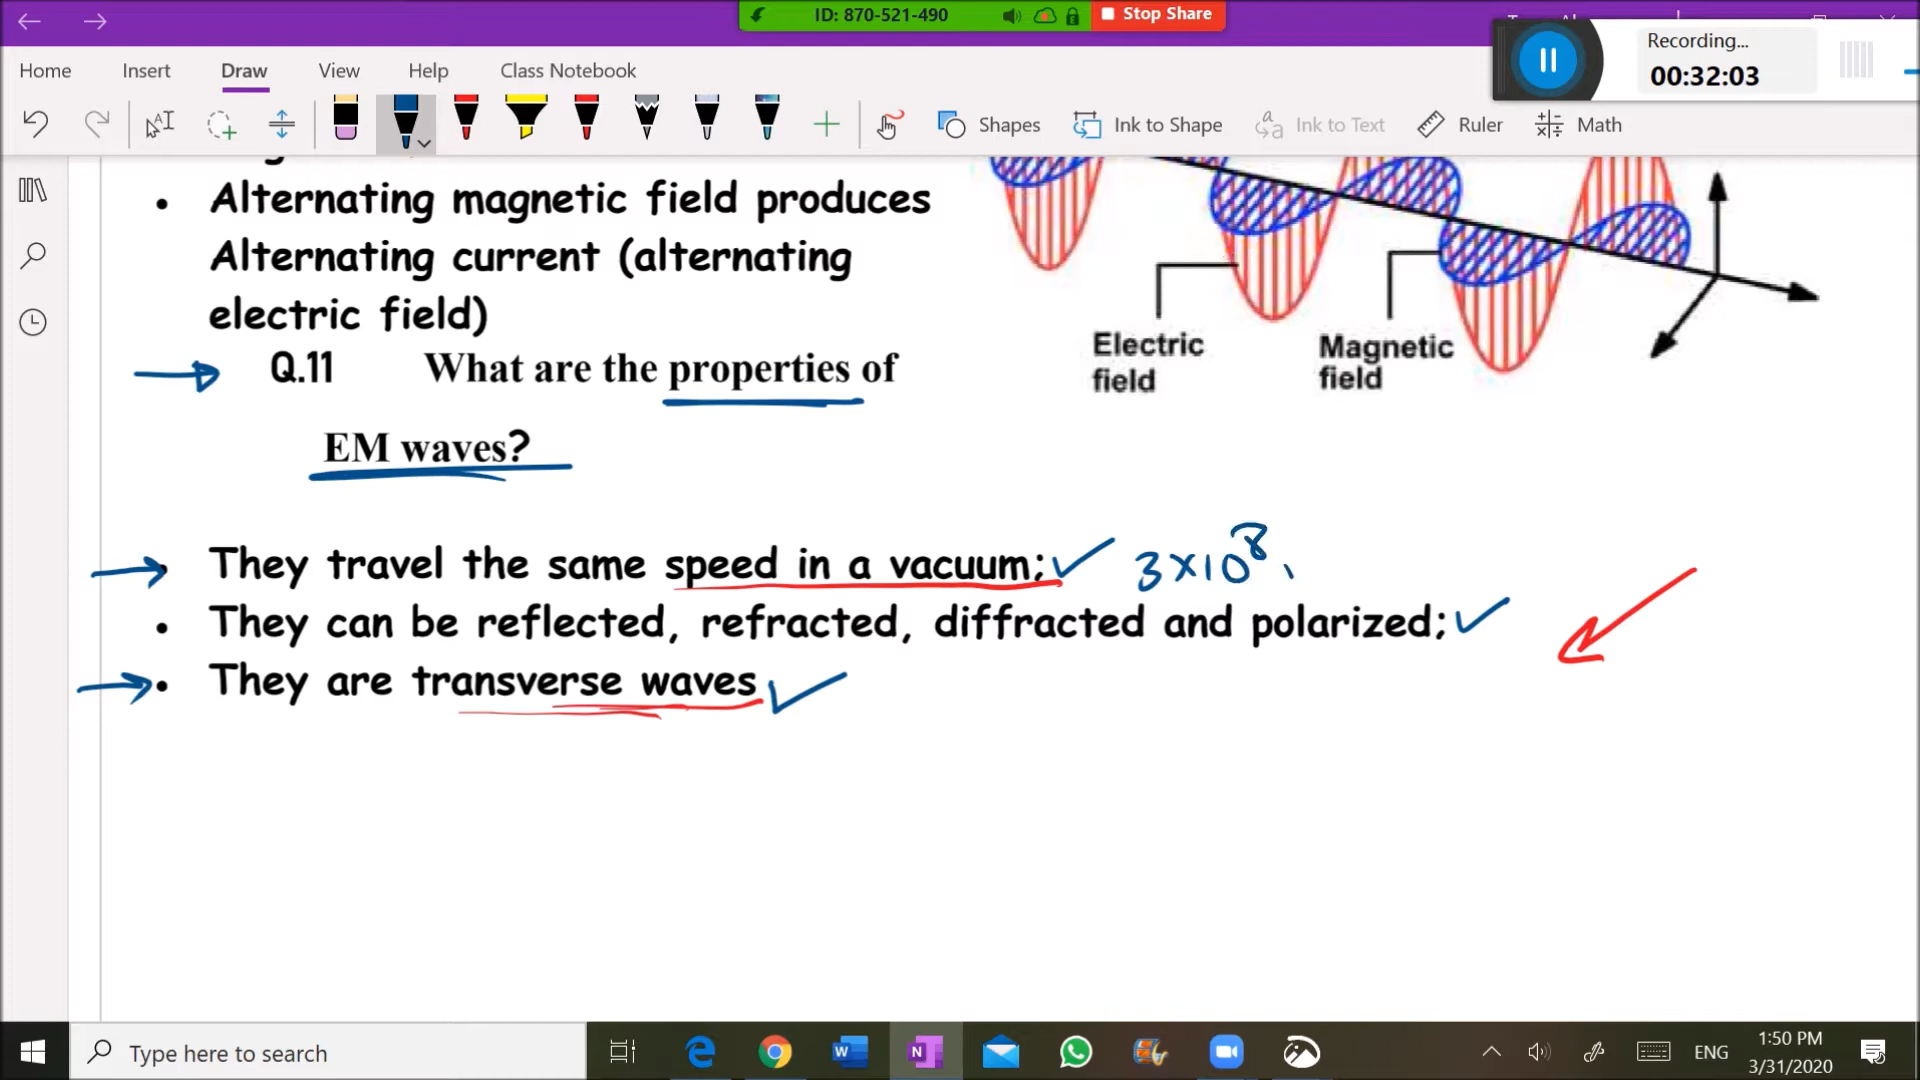 ID: 870-521-490
Stop Share
Recording...
00:32:03
Home Insert Draw View Help Class Notebook
Shapes Ink to Shape Ink to Text Ruler Math
• Alternating magnetic field produces
Alternating current (alternating
electric field)
Electric
field
Magnetic
field
Q.11 What are the properties of
EM waves?
• They travel the same speed in a vacuum; 3×10⁸
• They can be reflected, refracted, diffracted and polarized;
• They are transverse waves
Type here to search
ENG
1:50 PM
3/31/2020